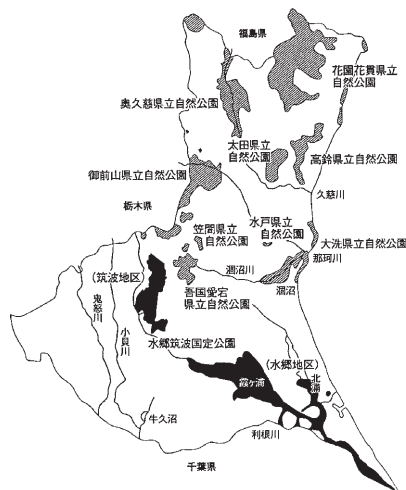 福島県
花園花貫県立
自然公園
奥久慈県立自然公園
太田県立
自然公園
高鈴県立自然公園
御前山県立自然公園
久慈川
栃木県
水戸県立
自然公園
笠間県立
自然公園
大洗県立自然公園
那珂川
涸沼川
涸沼
(筑波地区)
吾国愛宕
県立自然公園
鬼怒川
小貝川
水郷筑波国定公園
(水郷地区)
霞ヶ浦
北浦
牛久沼
利根川
千葉県